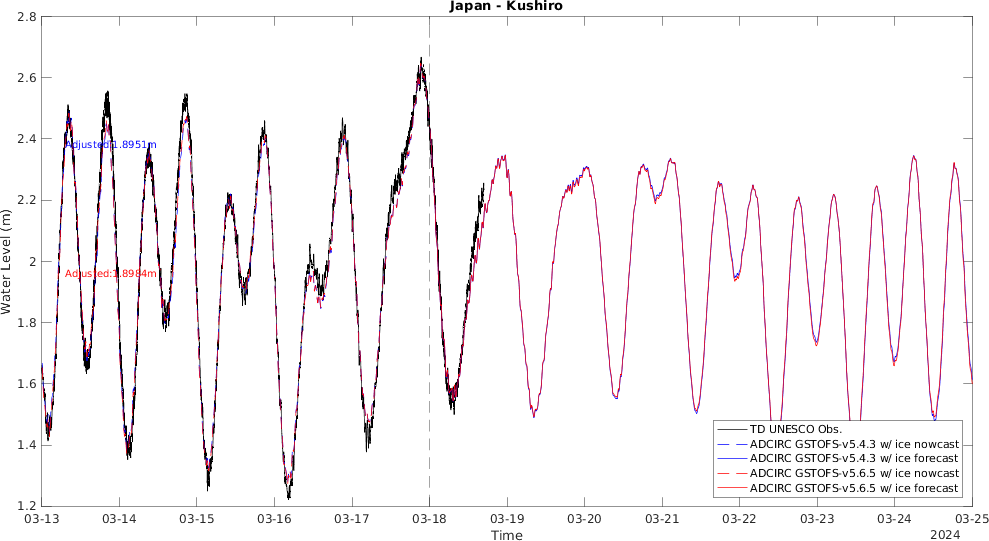 Japan - Kushiro
2.8
2.6
2.4
2.2
2
1.8
1.6
1.4
1.2
Water Level (m)
Adjusted:1.8951m
Adjusted:1.8984m
TD UNESCO Obs.
ADCIRC GSTOFS-v5.4.3 w/ ice nowcast
ADCIRC GSTOFS-v5.4.3 w/ ice forecast
ADCIRC GSTOFS-v5.6.5 w/ ice nowcast
ADCIRC GSTOFS-v5.6.5 w/ ice forecast
03-13 03-14 03-15 03-16 03-17 03-18 03-19 03-20 03-21 03-22 03-23 03-24 03-25
Time
2024